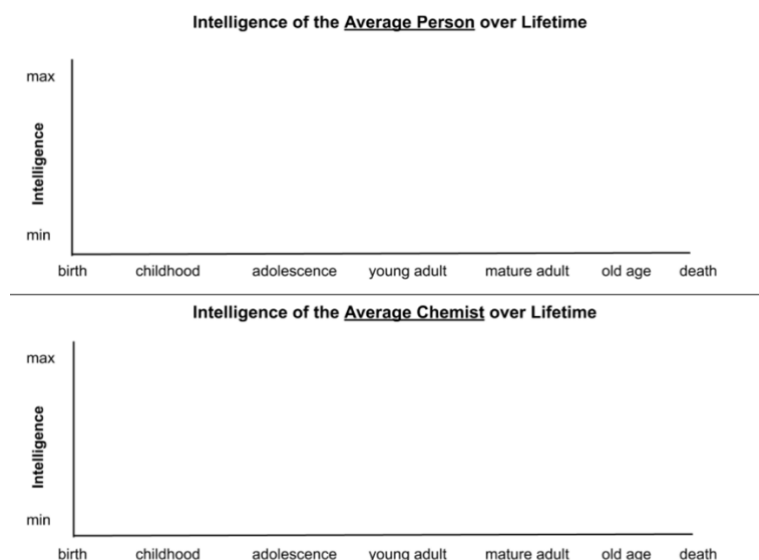 Intelligence of the Average Person over Lifetime
max
Intelligence
min
birth childhood adolescence young adult mature adult old age death
Intelligence of the Average Chemist over Lifetime
max
Intelligence
min
birth childhood adolescence young adult mature adult old age death